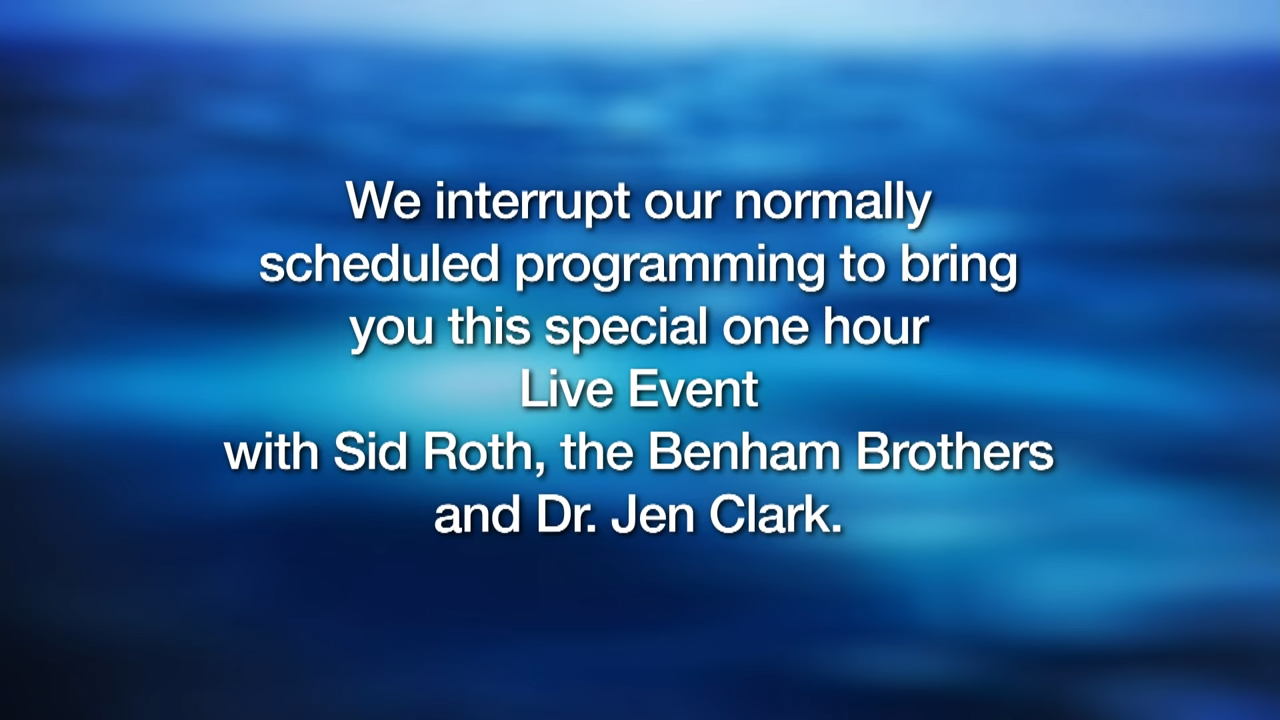 We interrupt our normally
scheduled programming to bring
you this special one hour
Live Event
with Sid Roth, the Benham Brothers
and Dr. Jen Clark.